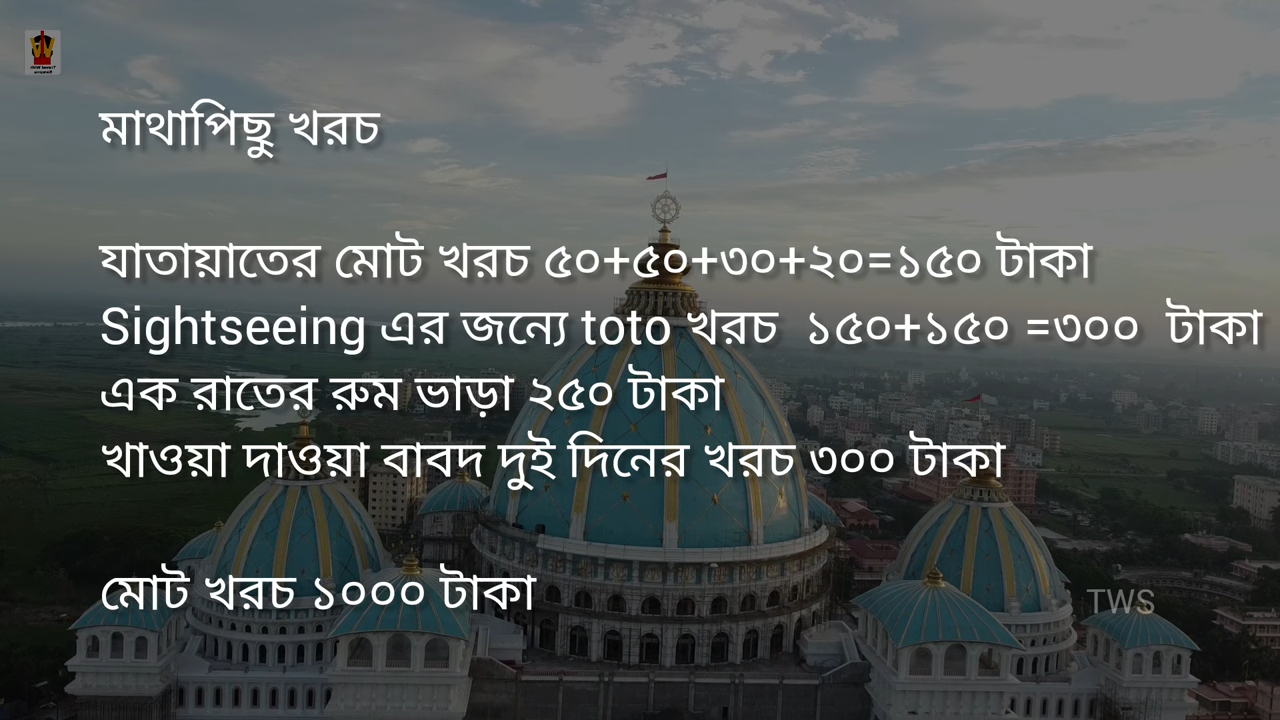 মাথাপিছু খরচ
যাতায়াতের মোট খরচ ৫০+৫০+৩০+২০=১৫০ টাকা
Sightseeing এর জন্যে toto খরচ ১৫০+১৫০ =৩০০ টাকা
এক রাতের রুম ভাড়া ২৫০ টাকা
খাওয়া দাওয়া বাবদ দুই দিনের খরচ ৩০০ টাকা
মোট খরচ ১০০০ টাকা
TWS